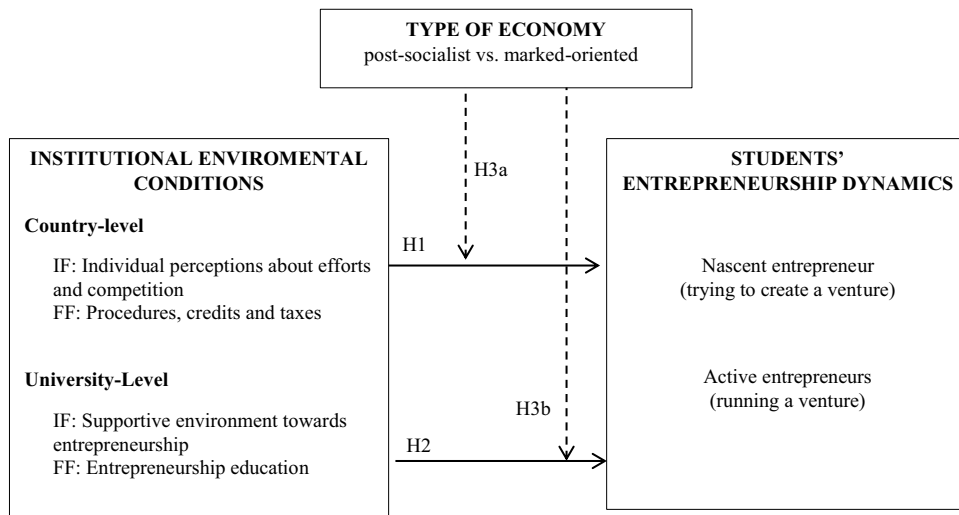 TYPE OF ECONOMY
post-socialist vs. marked-oriented
INSTITUTIONAL ENVIROMENTAL
CONDITIONS
Country-level
IF: Individual perceptions about efforts
and competition
FF: Procedures, credits and taxes
University-Level
IF: Supportive environment towards
entrepreneurship
FF: Entrepreneurship education
H3a
H1
H3b
H2
STUDENTS’
ENTREPRENEURSHIP DYNAMICS
Nascent entrepreneur
(trying to create a venture)
Active entrepreneurs
(running a venture)